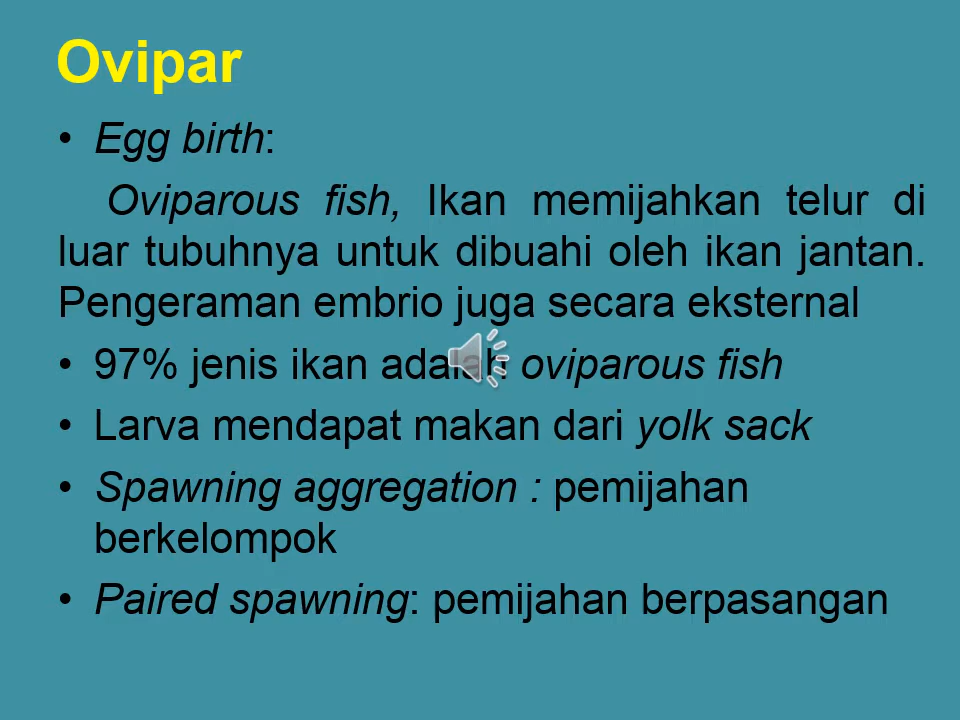 Ovipar
• Egg birth:
Oviparous fish, Ikan memijahkan telur di
luar tubuhnya untuk dibuahi oleh ikan jantan.
Pengeraman embrio juga secara eksternal
• 97% jenis ikan adalah oviparous fish
• Larva mendapat makan dari yolk sack
• Spawning aggregation : pemijahan
berkelompok
• Paired spawning: pemijahan berpasangan